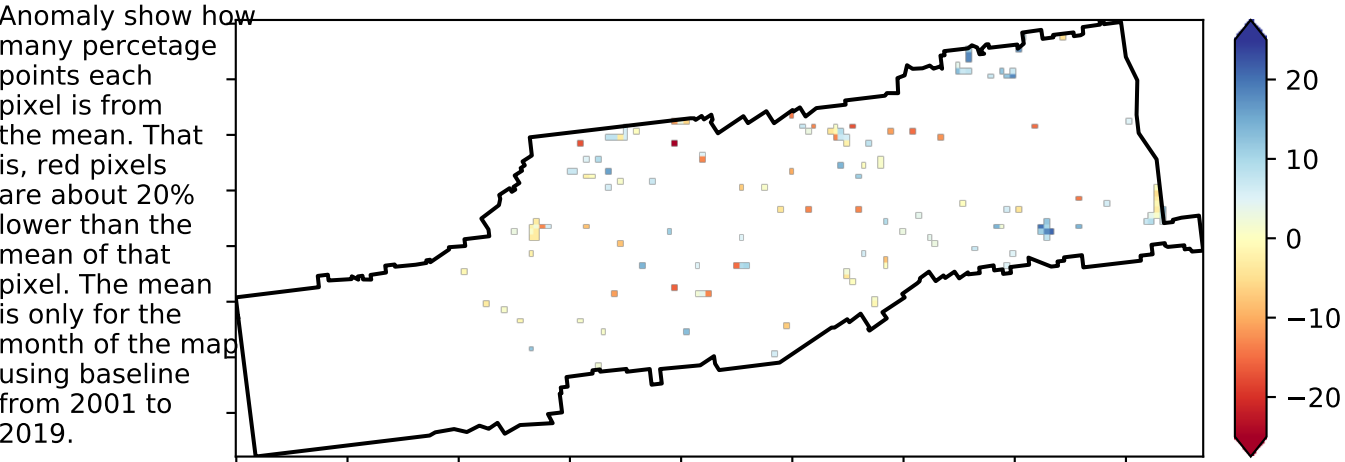 Anomaly show how
many percetage
points each
pixel is from
the mean. That
is, red pixels
are about 20%
lower than the
mean of that
pixel. The mean
is only for the
month of the map
using baseline
from 2001 to
2019.
20
10
0
−10
−20